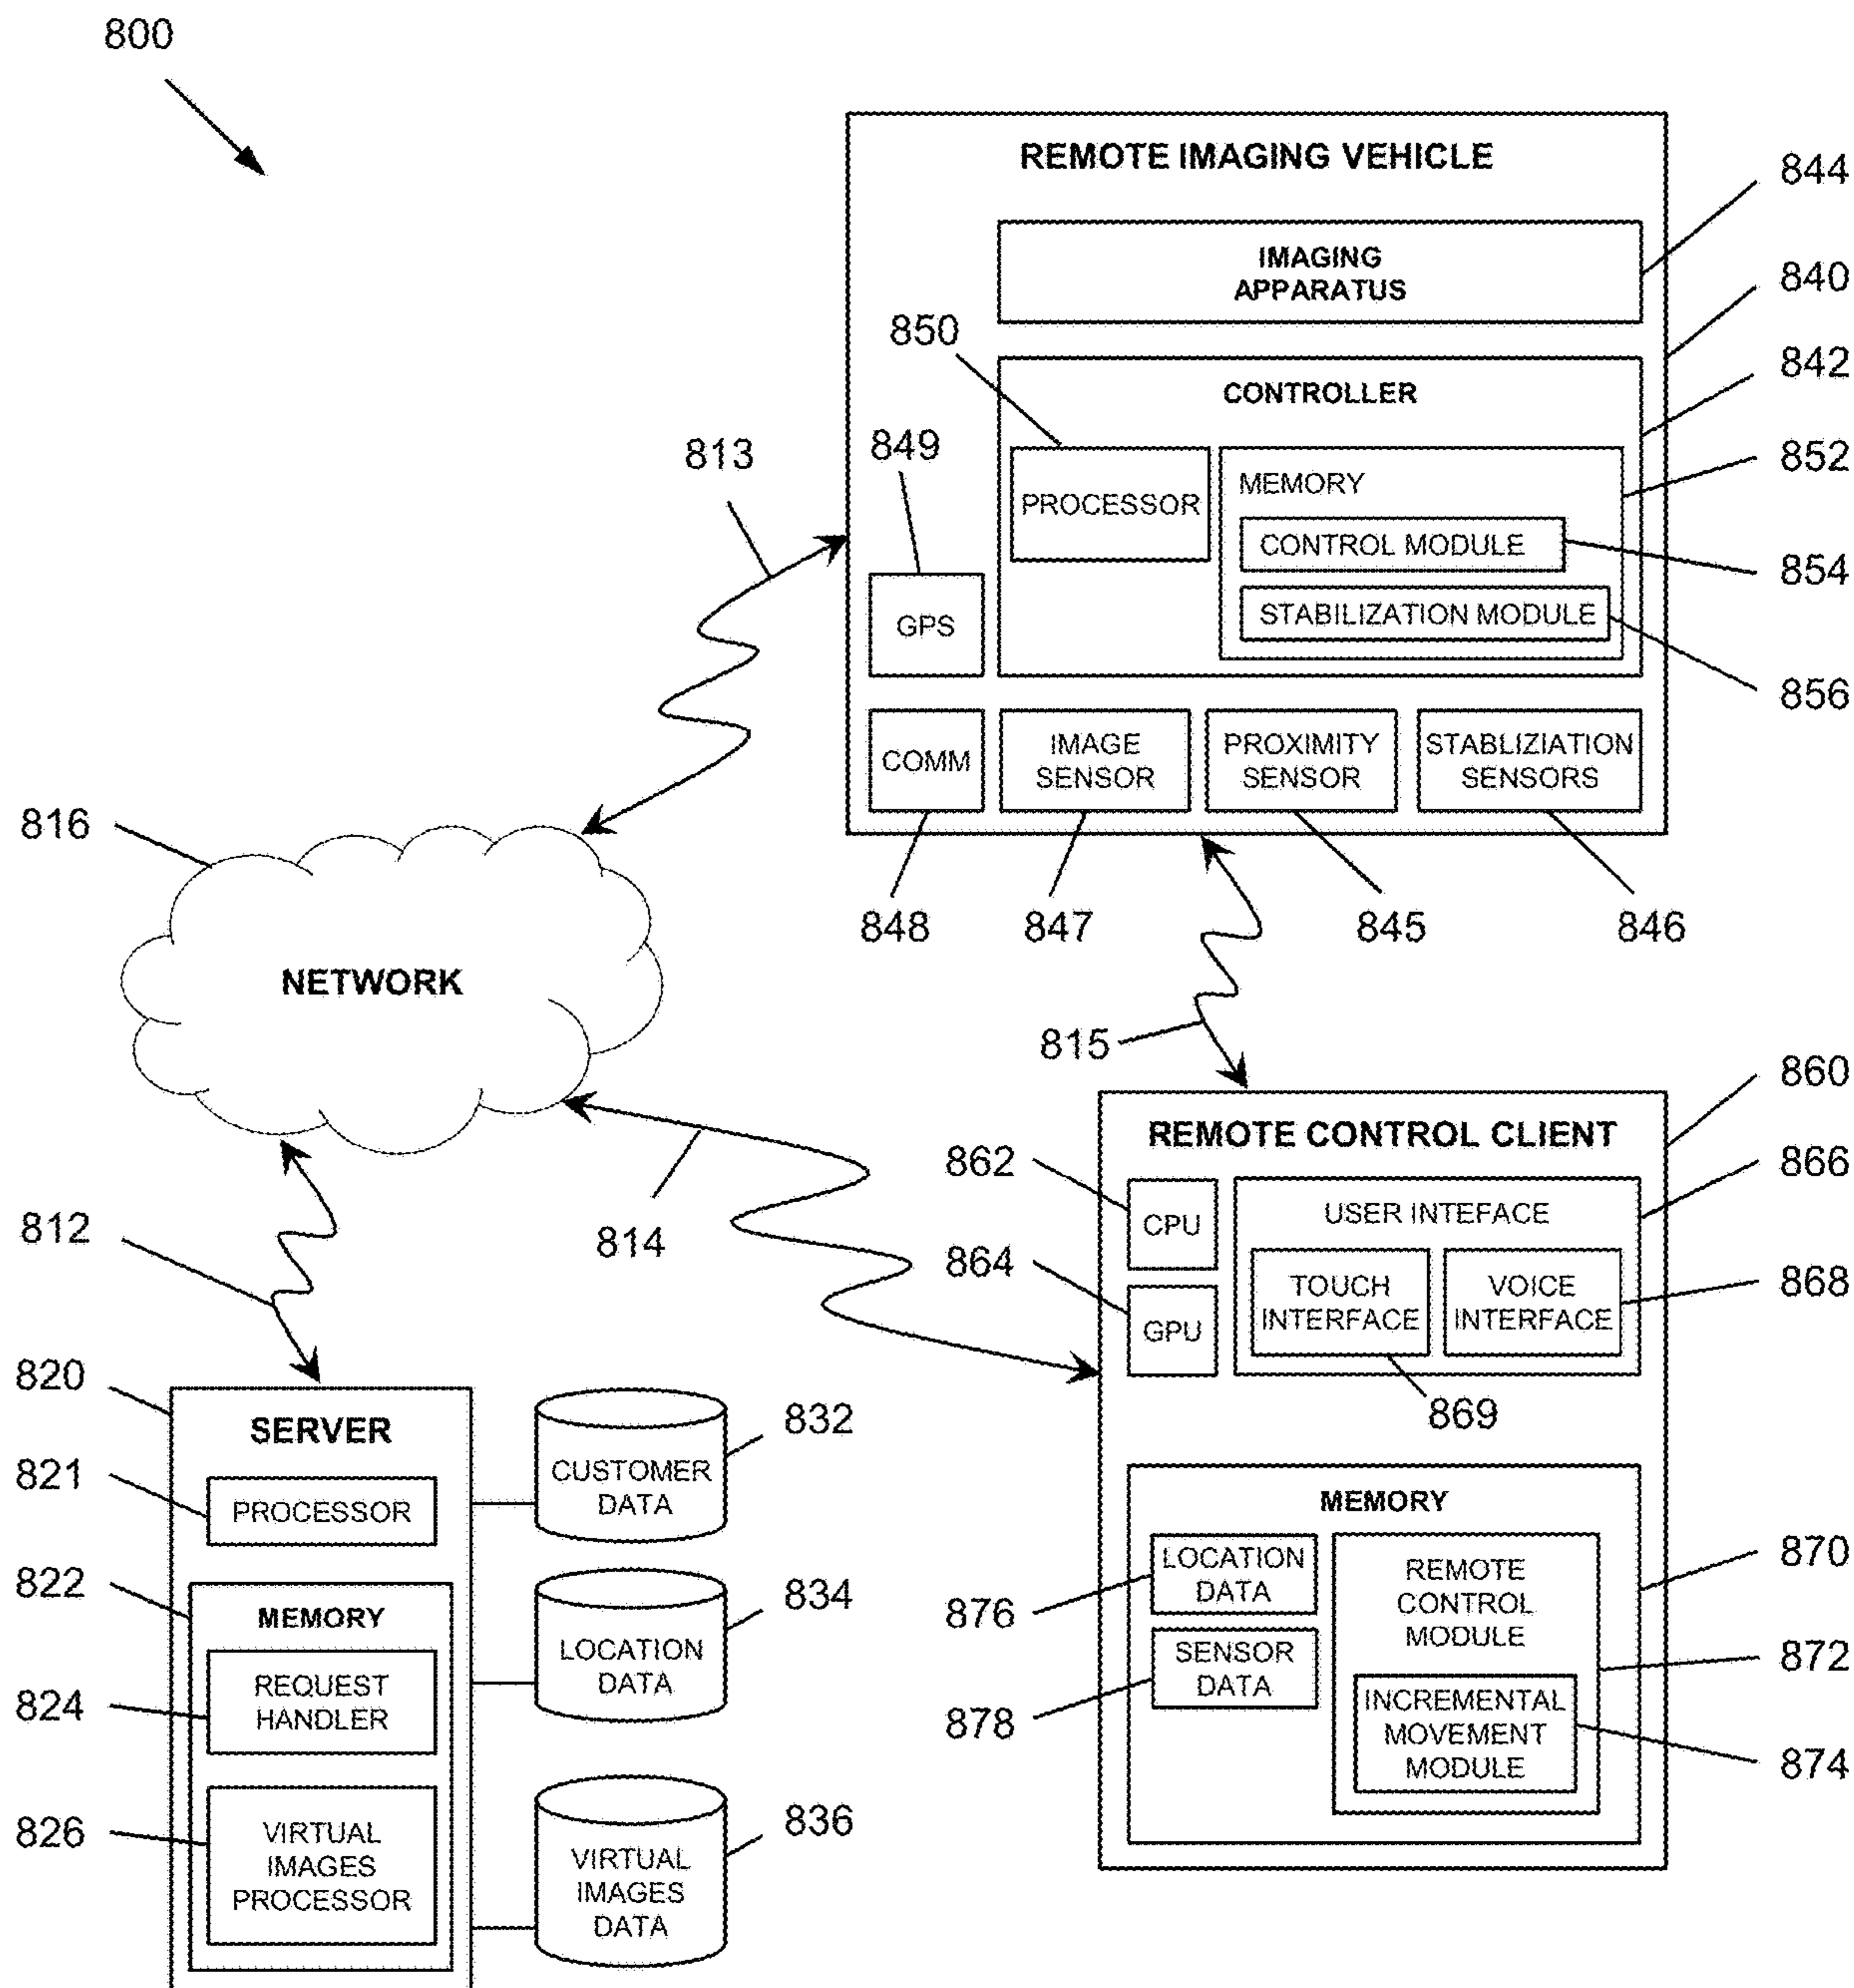 800
REMOTE IMAGING VEHICLE
844
IMAGING
APPARATUS
840
850
842
CONTROLLER
849
852
813
MEMORY
PROCESSOR
CONTROL MODULE
854
STABILIZATION MODULE
GPS
856
COMM
IMAGE
SENSOR
PROXIMITY
SENSOR
STABLIZIATION
SENSORS
816
848
847
845
846
NETWORK
815
860
REMOTE CONTROL CLIENT
862
866
CPU
USER INTEFACE
812
814
864
TOUCH
INTERFACE
VOICE
INTERFACE
868
GPU
820
869
SERVER
832
821
CUSTOMER
DATA
PROCESSOR
MEMORY
822
LOCATION
DATA
REMOTE
CONTROL
MODULE
870
834
876
MEMORY
LOCATION
DATA
SENSOR
DATA
872
REQUEST
HANDLER
824
878
INCREMENTAL
MOVEMENT
MODULE
874
836
826
VIRTUAL
IMAGES
PROCESSOR
VIRTUAL
IMAGES
DATA